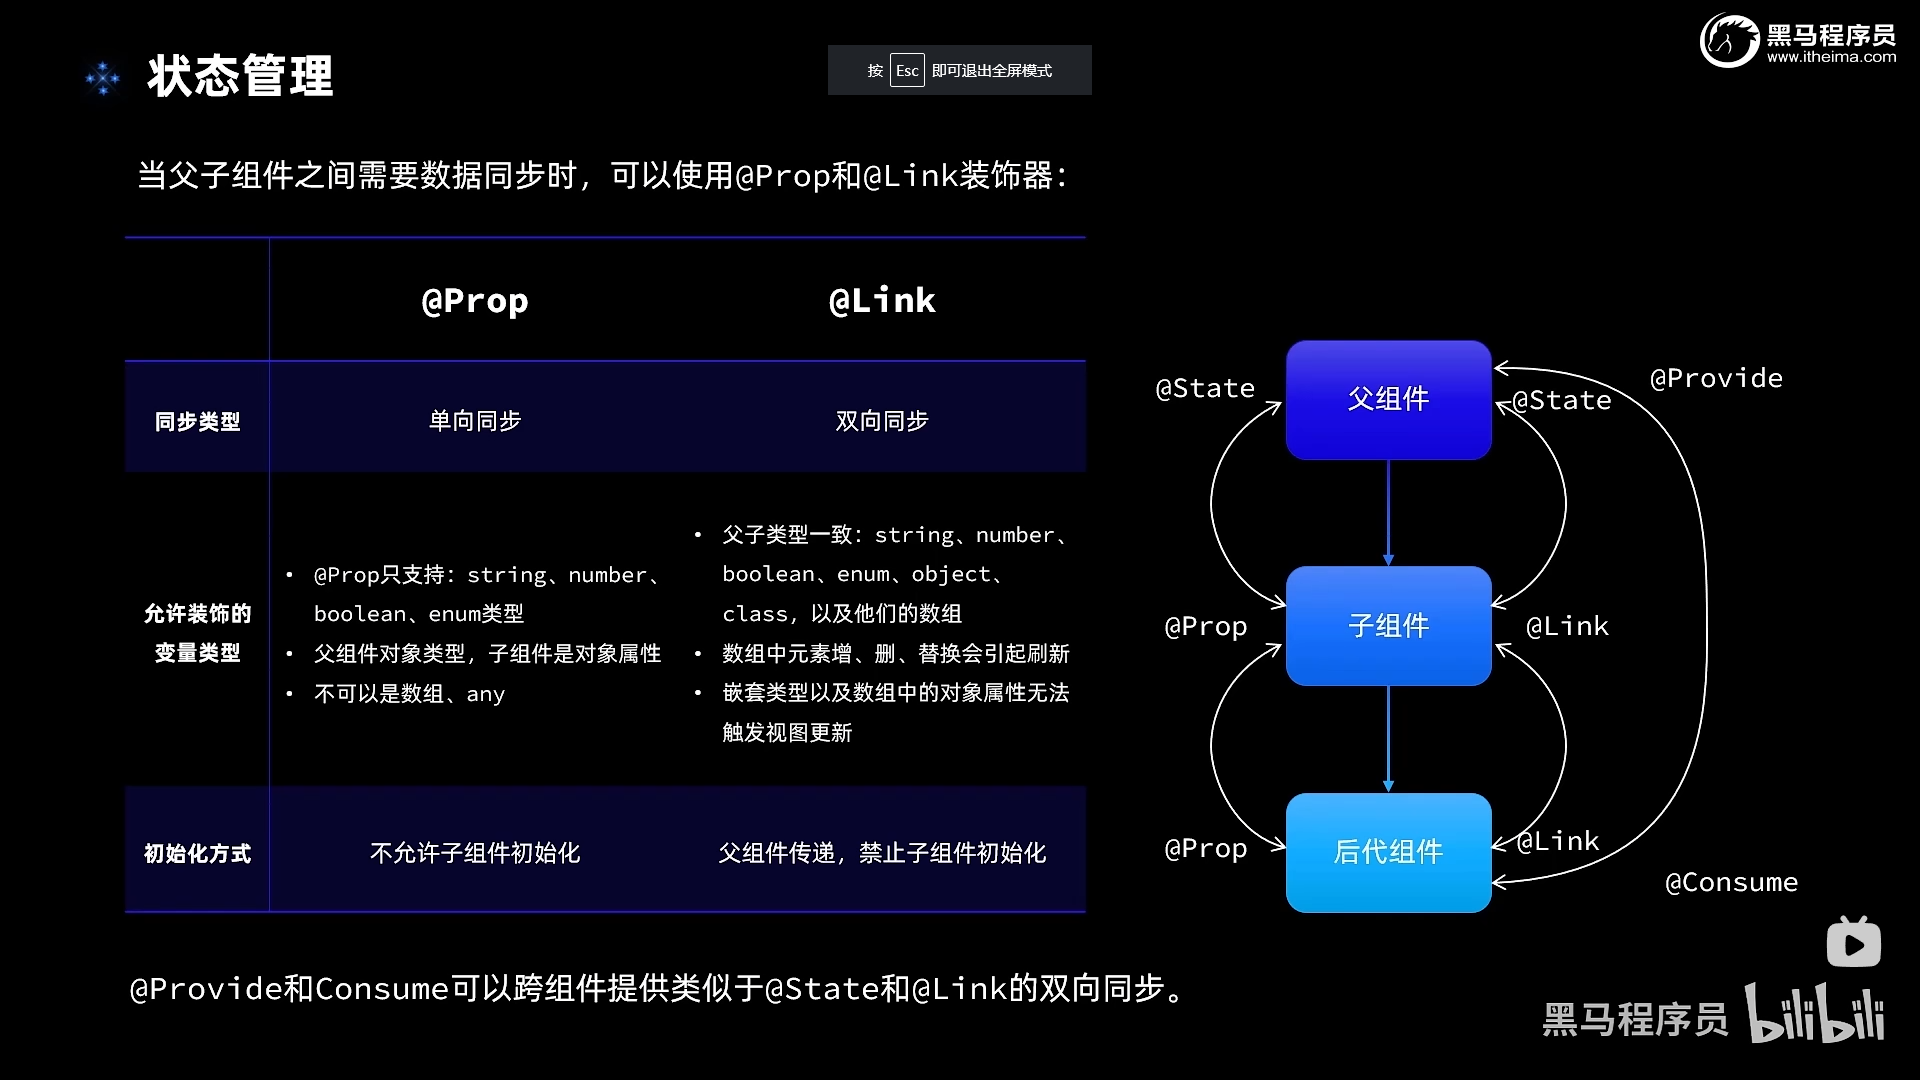 状态管理
按 Esc 即可退出全屏模式
黑马程序员
www.itheima.com
当父子组件之间需要数据同步时，可以使用@Prop和@Link装饰器：
@Prop
@Link
同步类型
单向同步
双向同步
允许装饰的
变量类型
• @Prop只支持：string、number、
boolean、enum类型
• 父组件对象类型，子组件是对象属性
• 不可以是数组、any
• 父子类型一致：string、number、
boolean、enum、object、
class，以及他们的数组
• 数组中元素增、删、替换会引起刷新
• 嵌套类型以及数组中的对象属性无法
触发视图更新
初始化方式
不允许子组件初始化
父组件传递，禁止子组件初始化
@State
父组件
@State
@Provide
@Prop
子组件
@Link
@Prop
后代组件
@Link
@Consume
@Provide和Consume可以跨组件提供类似于@State和@Link的双向同步。
黑马程序员 bilibili